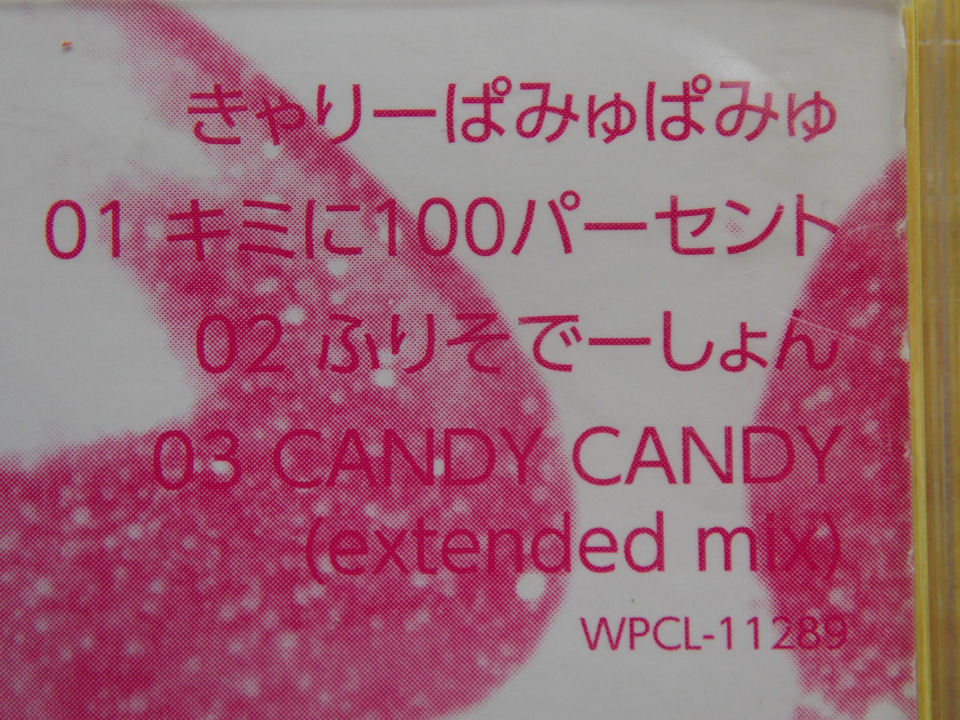 きゃりーぱみゅぱみゅ
01 キミに100パーセント
02 ふりそでーしょん
03 CANDY CANDY
(extended mix)
WPCL-11289